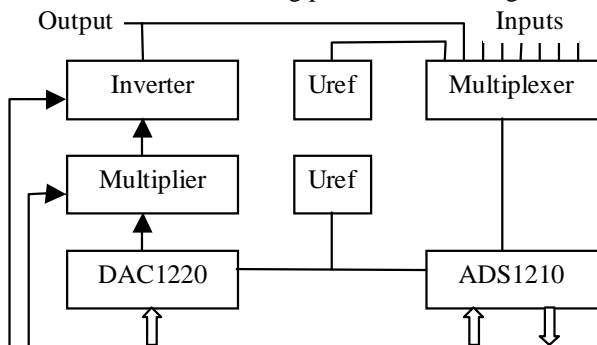 Output
Inputs
Inverter
Uref
Multiplexer
Multiplier
Uref
DAC1220
ADS1210